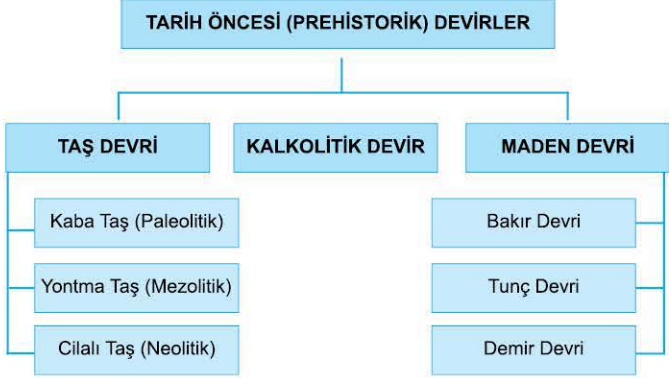 TARİH ÖNCESİ (PREHİSTORİK) DEVİRLER
TAŞ DEVRİ
KALKOLİTİK DEVİR
MADEN DEVRİ
Kaba Taş (Paleolitik)
Bakır Devri
Yontma Taş (Mezolitik)
Tunç Devri
Cilalı Taş (Neolitik)
Demir Devri